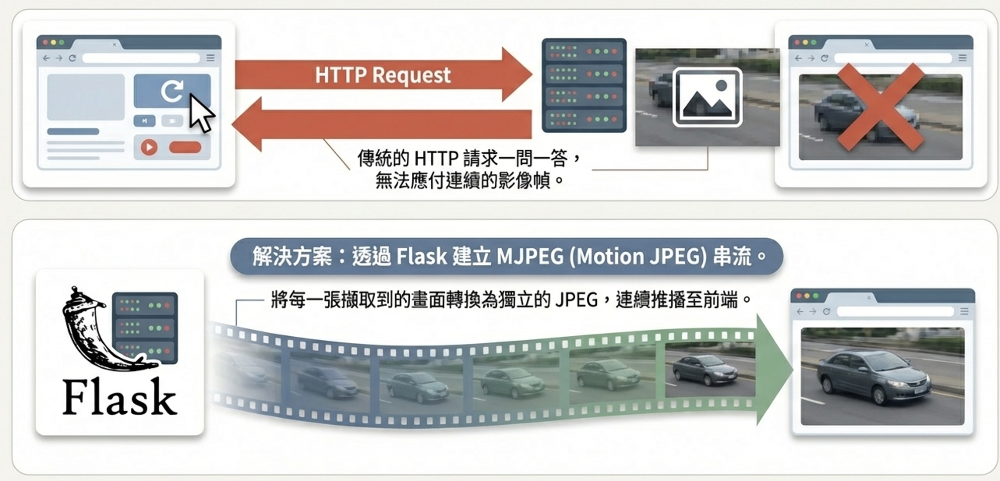 HTTP Request
傳統的 HTTP 請求一問一答，
無法應付連續的影像幀。
解決方案：透過 Flask 建立 MJPEG (Motion JPEG) 串流。
將每一張擷取到的畫面轉換為獨立的 JPEG，連續推播至前端。
Flask